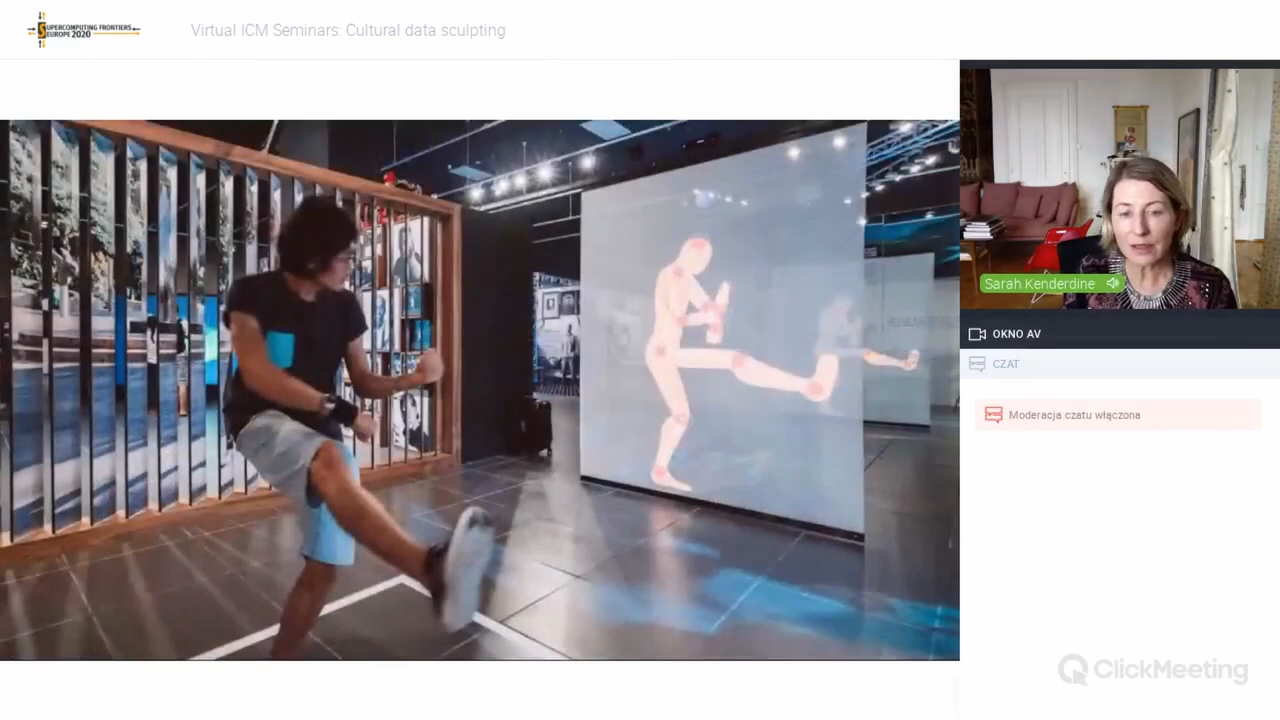 SUPERCOMPUTING FRONTIERS
EUROPE 2020
Virtual ICM Seminars: Cultural data sculpting
Sarah Kenderdine
OKNO AV
CZAT
Moderacja czatu włączona
ClickMeeting